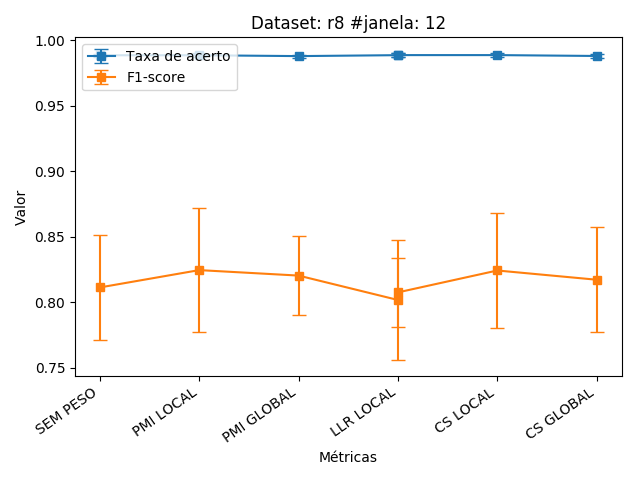 Dataset: r8 #janela: 12
Taxa de acerto
F1-score
Valor
1.00
0.95
0.90
0.85
0.80
0.75
SEM PESO
PMI LOCAL
PMI GLOBAL
LLR LOCAL
CS LOCAL
CS GLOBAL
Métricas